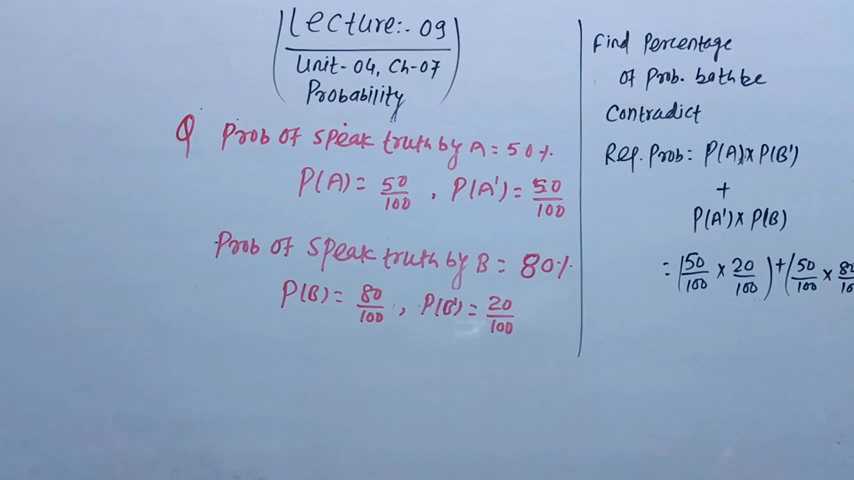 Lecture:- 09
Unit-04, Ch-07
Probability
Q Prob of speak truth by A = 50%.
P(A) = 50/100 , P(A') = 50/100
Prob of speak truth by B = 80%.
P(B) = 80/100 , P(B') = 20/100
Find Percentage
of Prob. both be
Contradict
Req. Prob: P(A) x P(B')
+
P(A') x P(B)
= (50/100 x 20/100) + (50/100 x 80/10